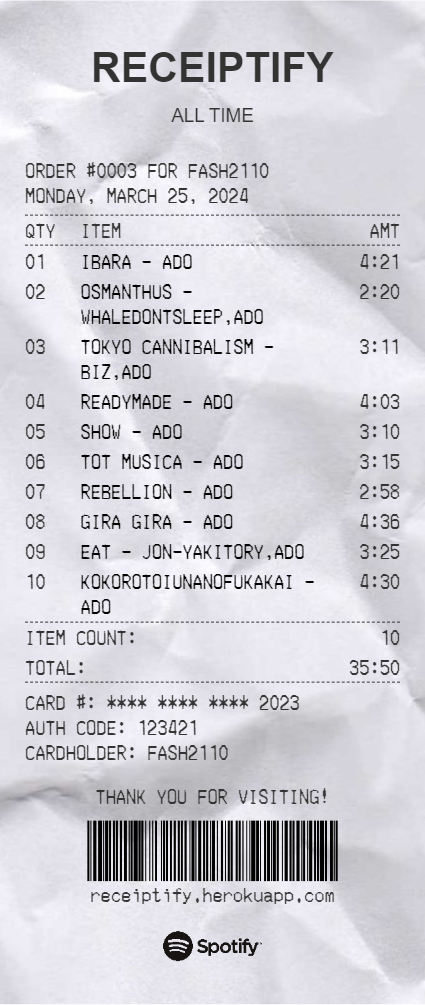 RECEIPTIFY
ALL TIME
ORDER #0003 FOR FASH2110
MONDAY, MARCH 25, 2024
QTY ITEM AMT
01 IBARA - ADO 4:21
02 OSMANTHUS - 2:20
WHALEDONTSLEEP,ADO
03 TOKYO CANNIBALISM - 3:11
BIZ,ADO
04 READYMADE - ADO 4:03
05 SHOW - ADO 3:10
06 TOT MUSICA - ADO 3:15
07 REBELLION - ADO 2:58
08 GIRA GIRA - ADO 4:36
09 EAT - JON-YAKITORY,ADO 3:25
10 KOKOROTOIUNANOFUKAKAI - 4:30
ADO
ITEM COUNT: 10
TOTAL: 35:50
CARD #: **** **** **** 2023
AUTH CODE: 123421
CARDHOLDER: FASH2110
THANK YOU FOR VISITING!
receiptify.herokuapp.com
Spotify